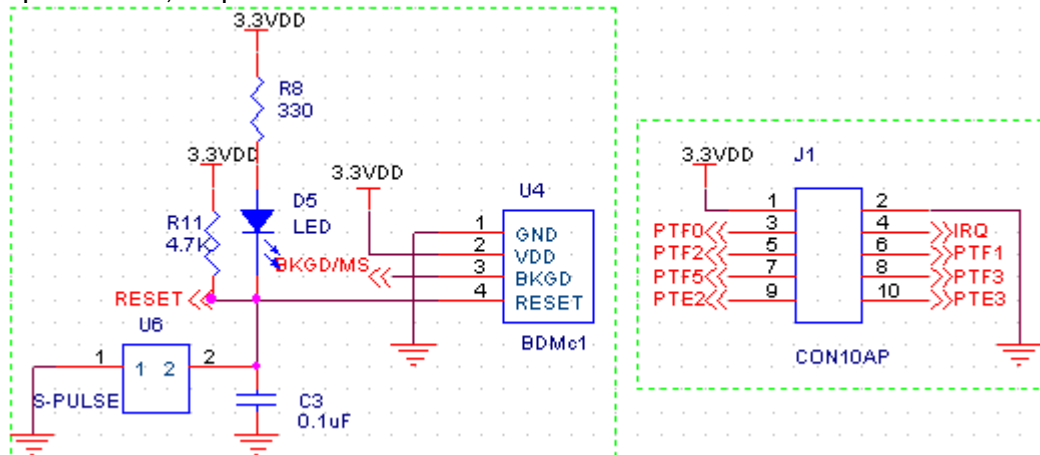 3.3VDD
R8
330
3.3VDD
3.3VDD
D5
LED
R11
4.7K
BKGD/MS
RESET
U4
1 GND
2 VDD
3 BKGD
4 RESET
BDMc1
U6
1 1 2 2
S-PULSE
C3
0.1uF
3.3VDD
J1
1 2
PTF0 3 4 IRQ
PTF2 5 6 PTF1
PTF5 7 8 PTF3
PTE2 9 10 PTE3
CON10AP